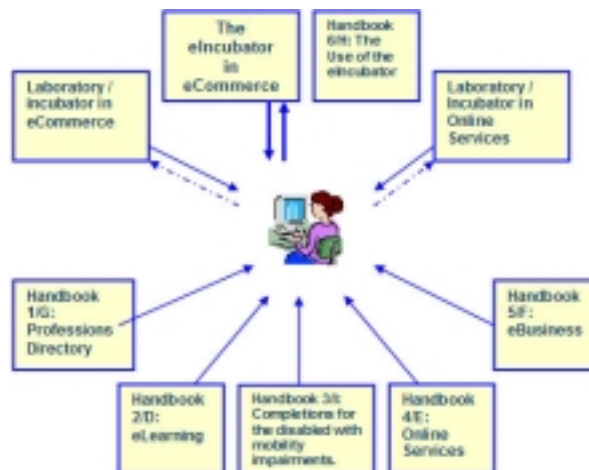 The
eIncubator
in
eCommerce
Handbook
6/H: The
Use of the
eIncubator
Laboratory /
incubator in
eCommerce
Laboratory /
Incubator in
Online
Services
Handbook
1/G:
Professions
Directory
Handbook
5/F:
eBusiness
Handbook
2/D:
eLearning
Handbook 3/I:
Completions for
the disabled with
mobility
impairments.
Handbook
4/E:
Online
Services